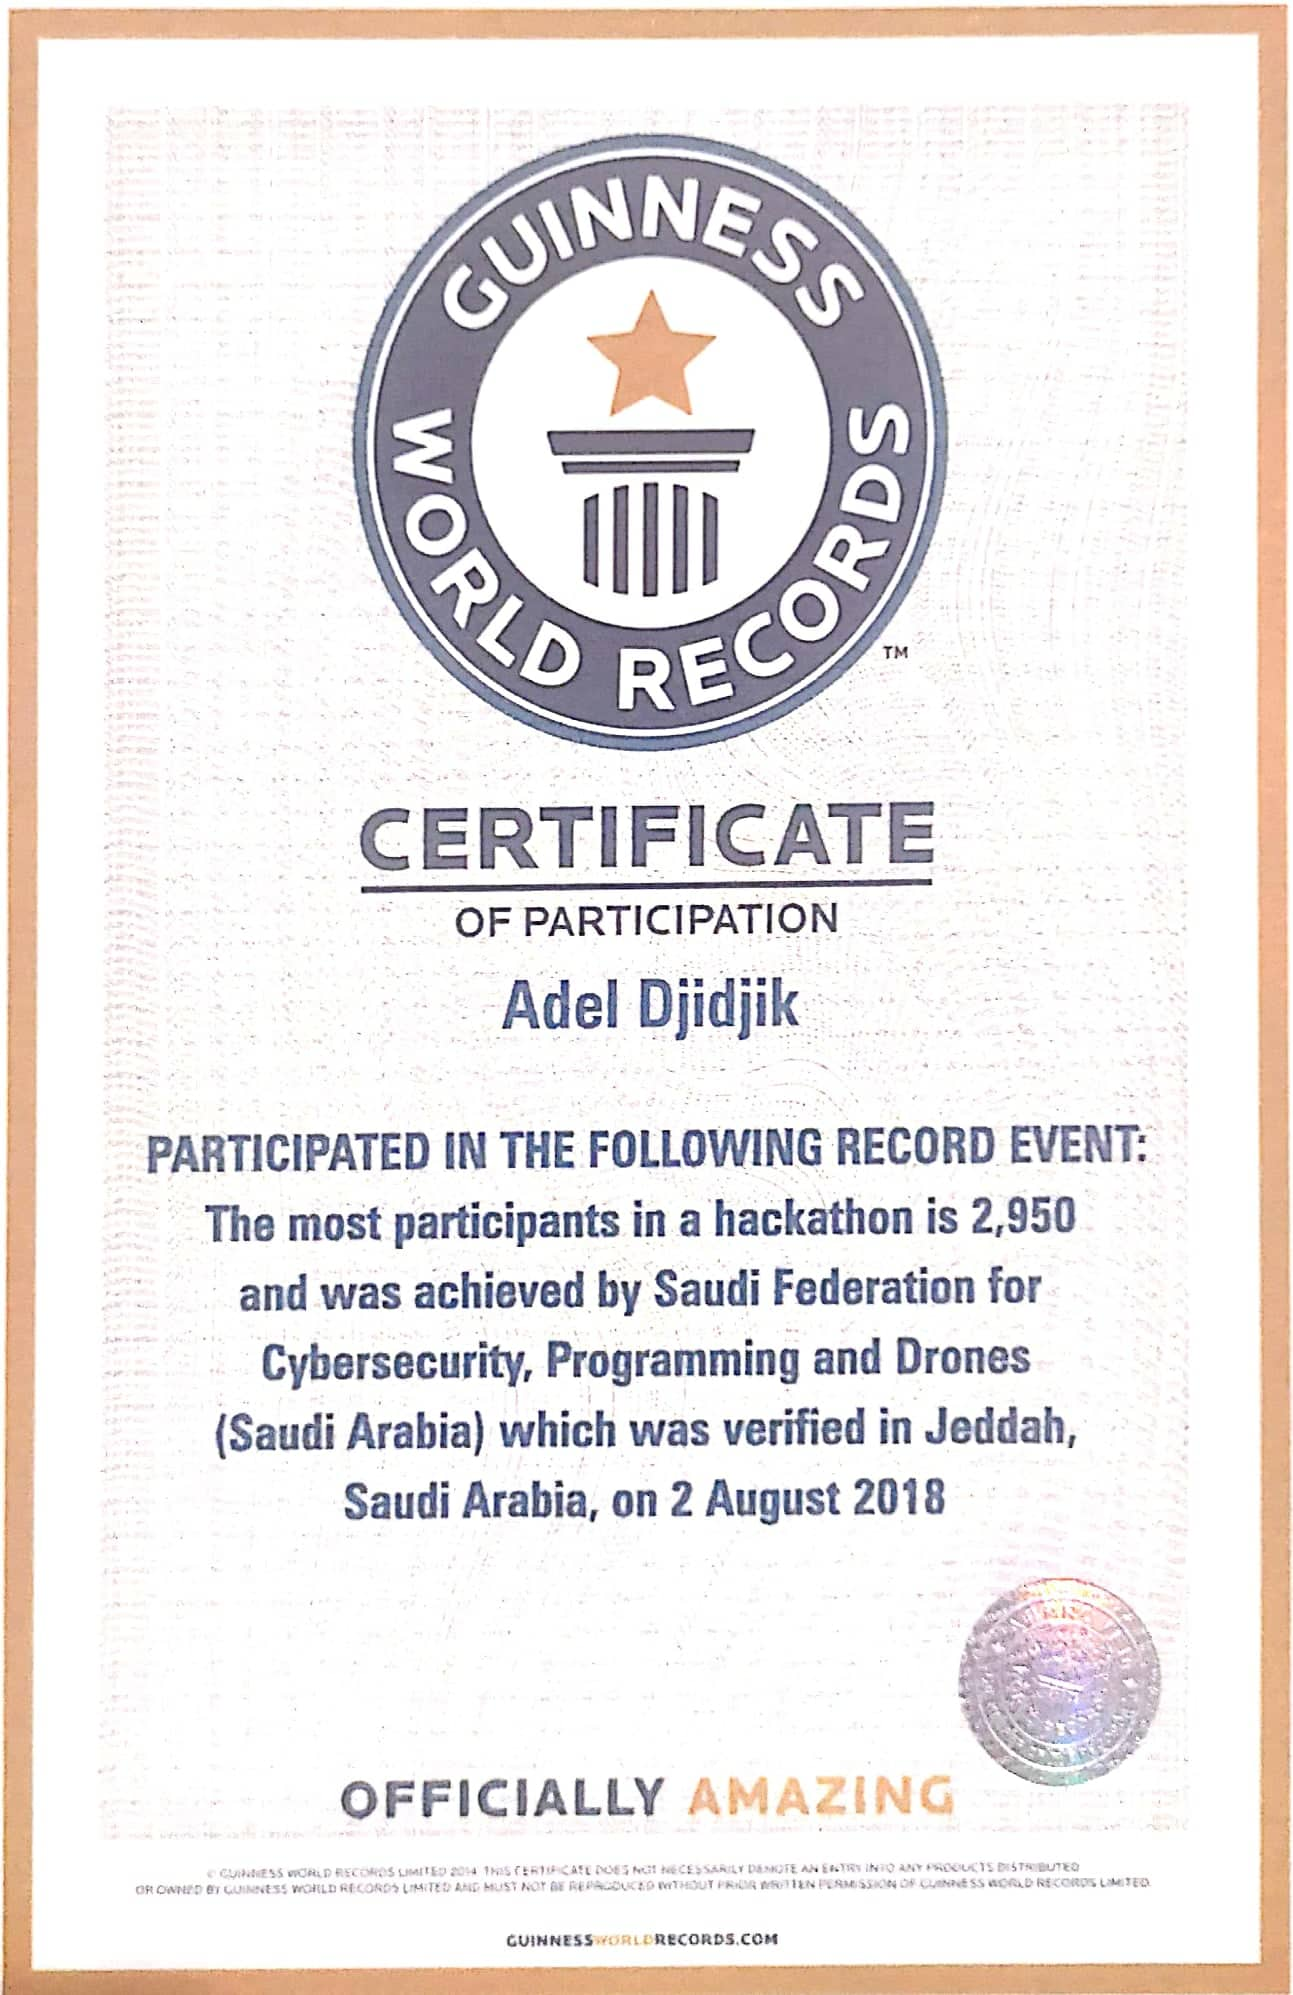 GUINNESS
WORLD RECORDS
TM
CERTIFICATE
OF PARTICIPATION
Adel Djidjik
PARTICIPATED IN THE FOLLOWING RECORD EVENT:
The most participants in a hackathon is 2,950
and was achieved by Saudi Federation for
Cybersecurity, Programming and Drones
(Saudi Arabia) which was verified in Jeddah,
Saudi Arabia, on 2 August 2018
OFFICIALLY AMAZING
© GUINNESS WORLD RECORDS LIMITED 2014. THIS CERTIFICATE DOES NOT NECESSARILY DENOTE AN ENTRY INTO ANY PRODUCTS DISTRIBUTED
OR OWNED BY GUINNESS WORLD RECORDS LIMITED AND MUST NOT BE REPRODUCED WITHOUT PRIOR WRITTEN PERMISSION OF GUINNESS WORLD RECORDS LIMITED.
GUINNESSWORLDRECORDS.COM